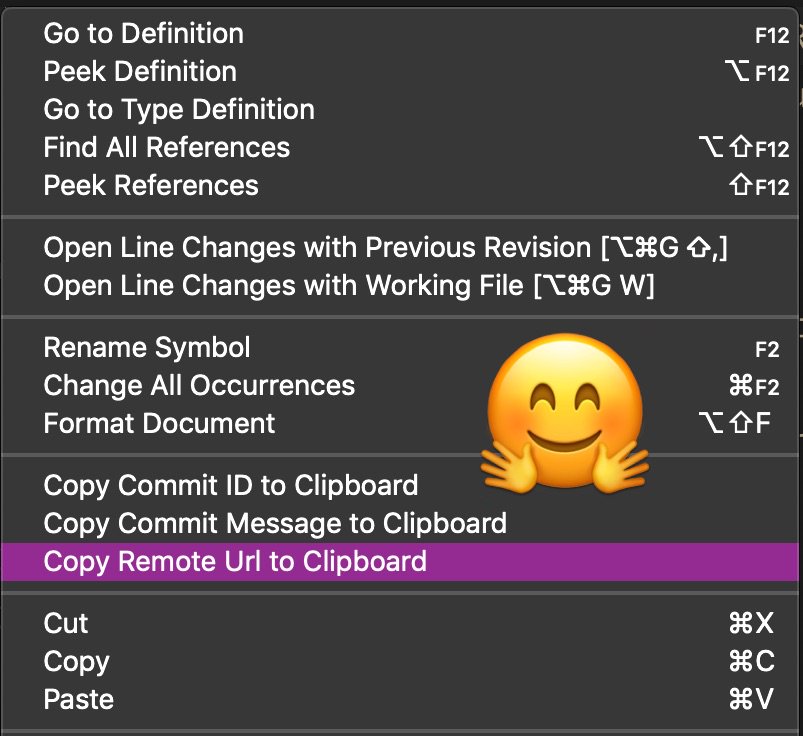 Go to Definition F12
Peek Definition ⌥F12
Go to Type Definition
Find All References ⌥⇧F12
Peek References ⇧F12
Open Line Changes with Previous Revision [⌥⌘G ⇧,]
Open Line Changes with Working File [⌥⌘G W]
Rename Symbol F2
Change All Occurrences ⌘F2
Format Document ⌥⇧F
Copy Commit ID to Clipboard
Copy Commit Message to Clipboard
Copy Remote Url to Clipboard
Cut ⌘X
Copy ⌘C
Paste ⌘V